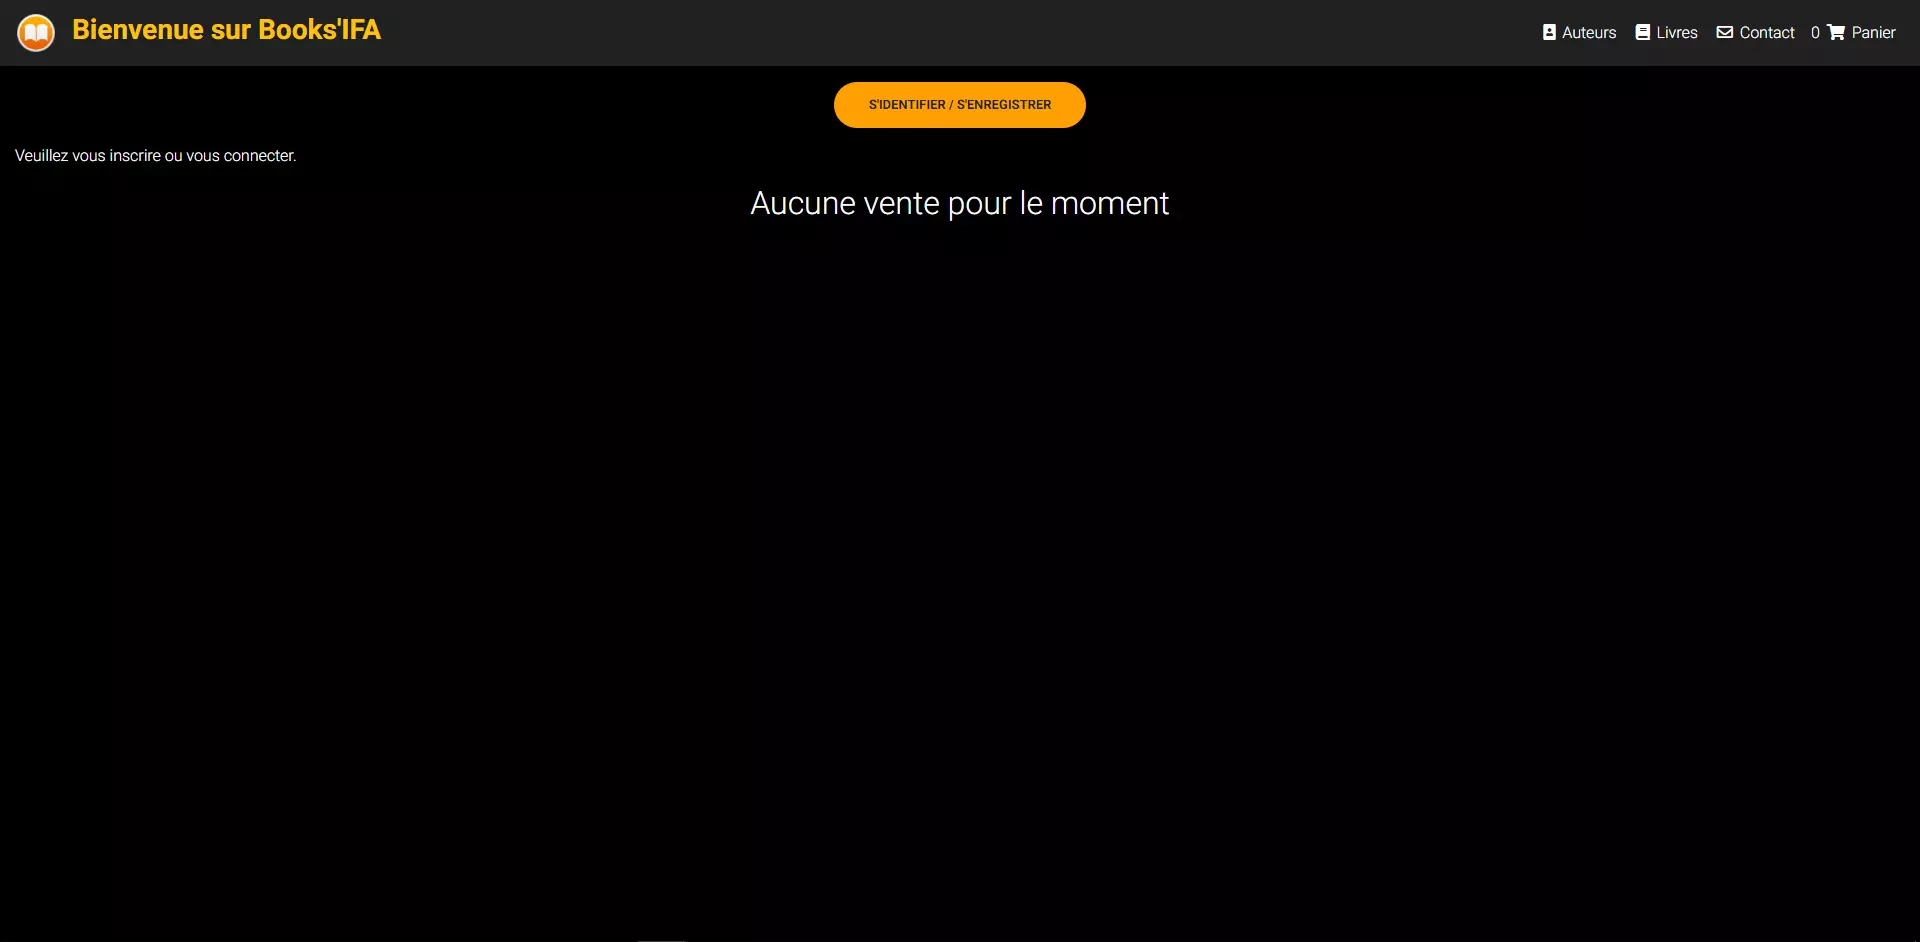 Bienvenue sur Books'IFA
Auteurs Livres Contact 0 Panier
S'IDENTIFIER / S'ENREGISTRER
Veuillez vous inscrire ou vous connecter.
Aucune vente pour le moment